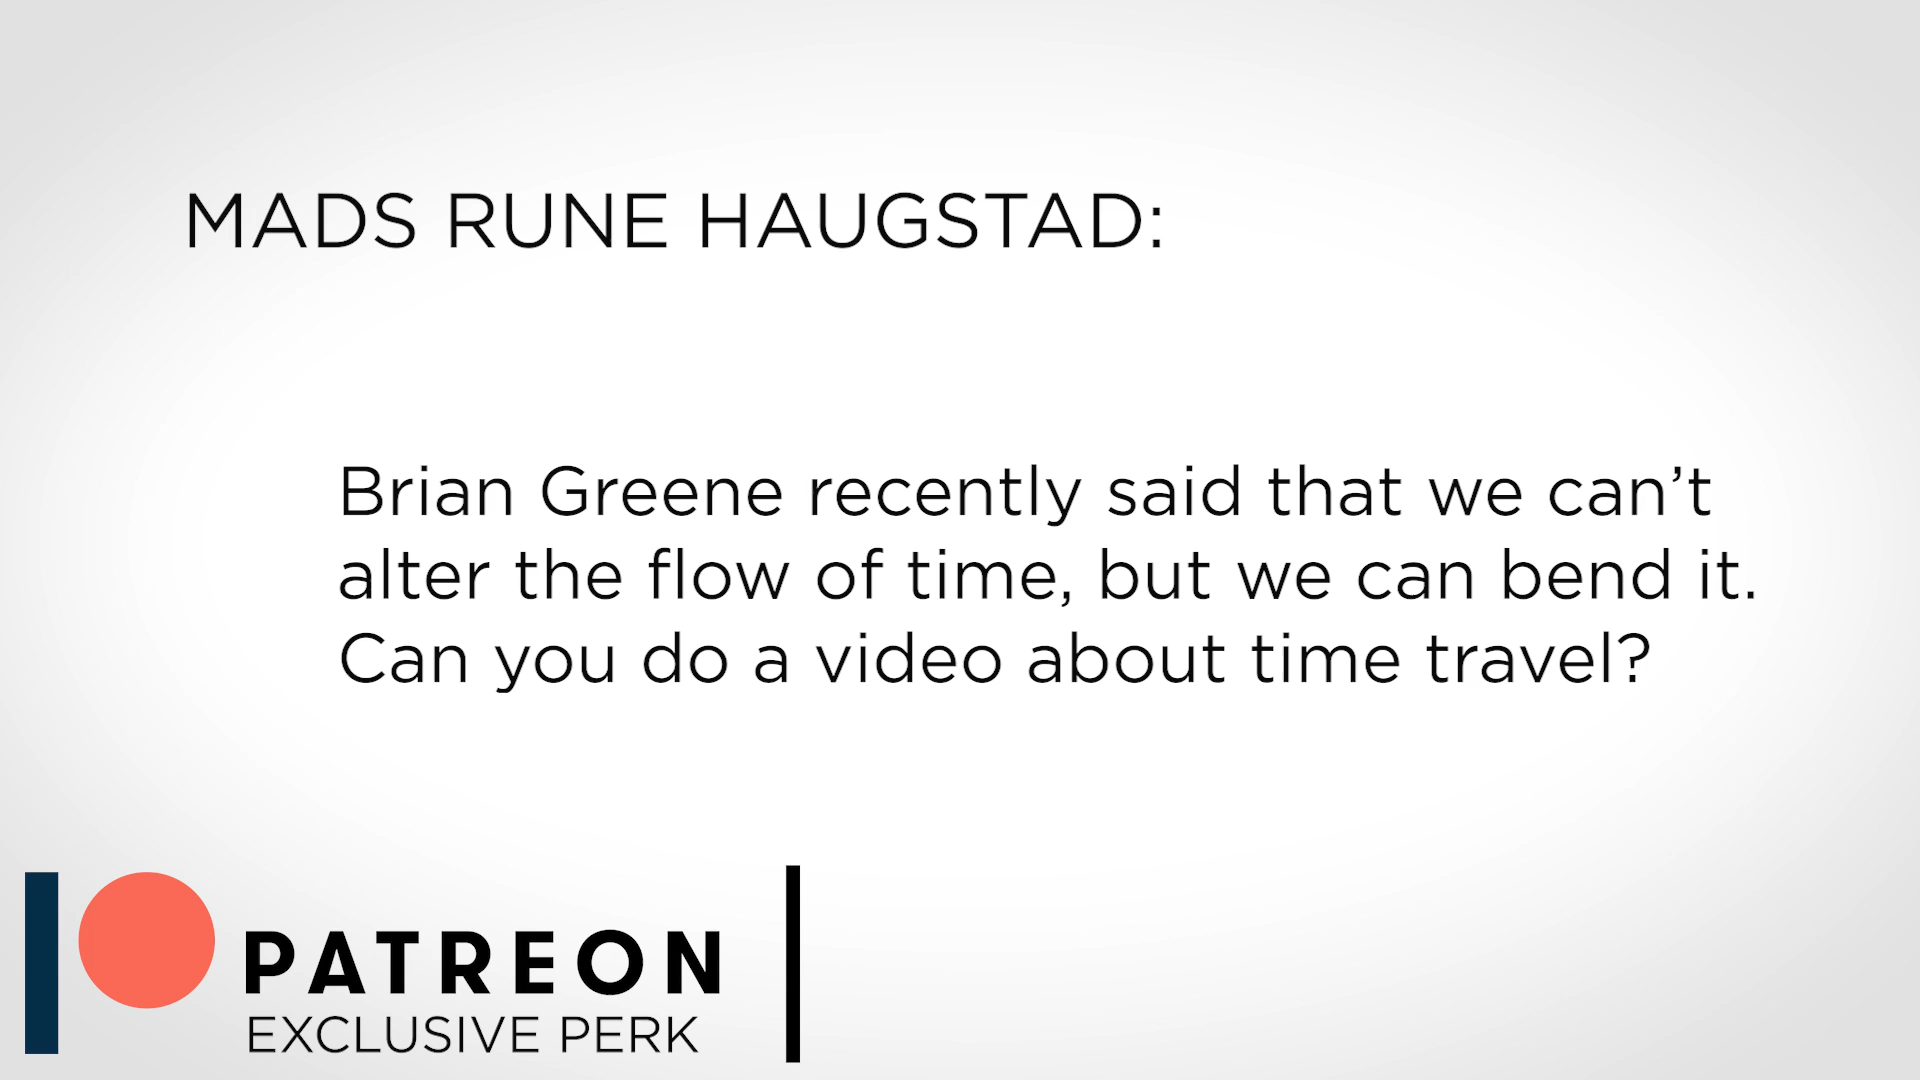 MADS RUNE HAUGSTAD:
Brian Greene recently said that we can’t
alter the flow of time, but we can bend it.
Can you do a video about time travel?
PATREON
EXCLUSIVE PERK